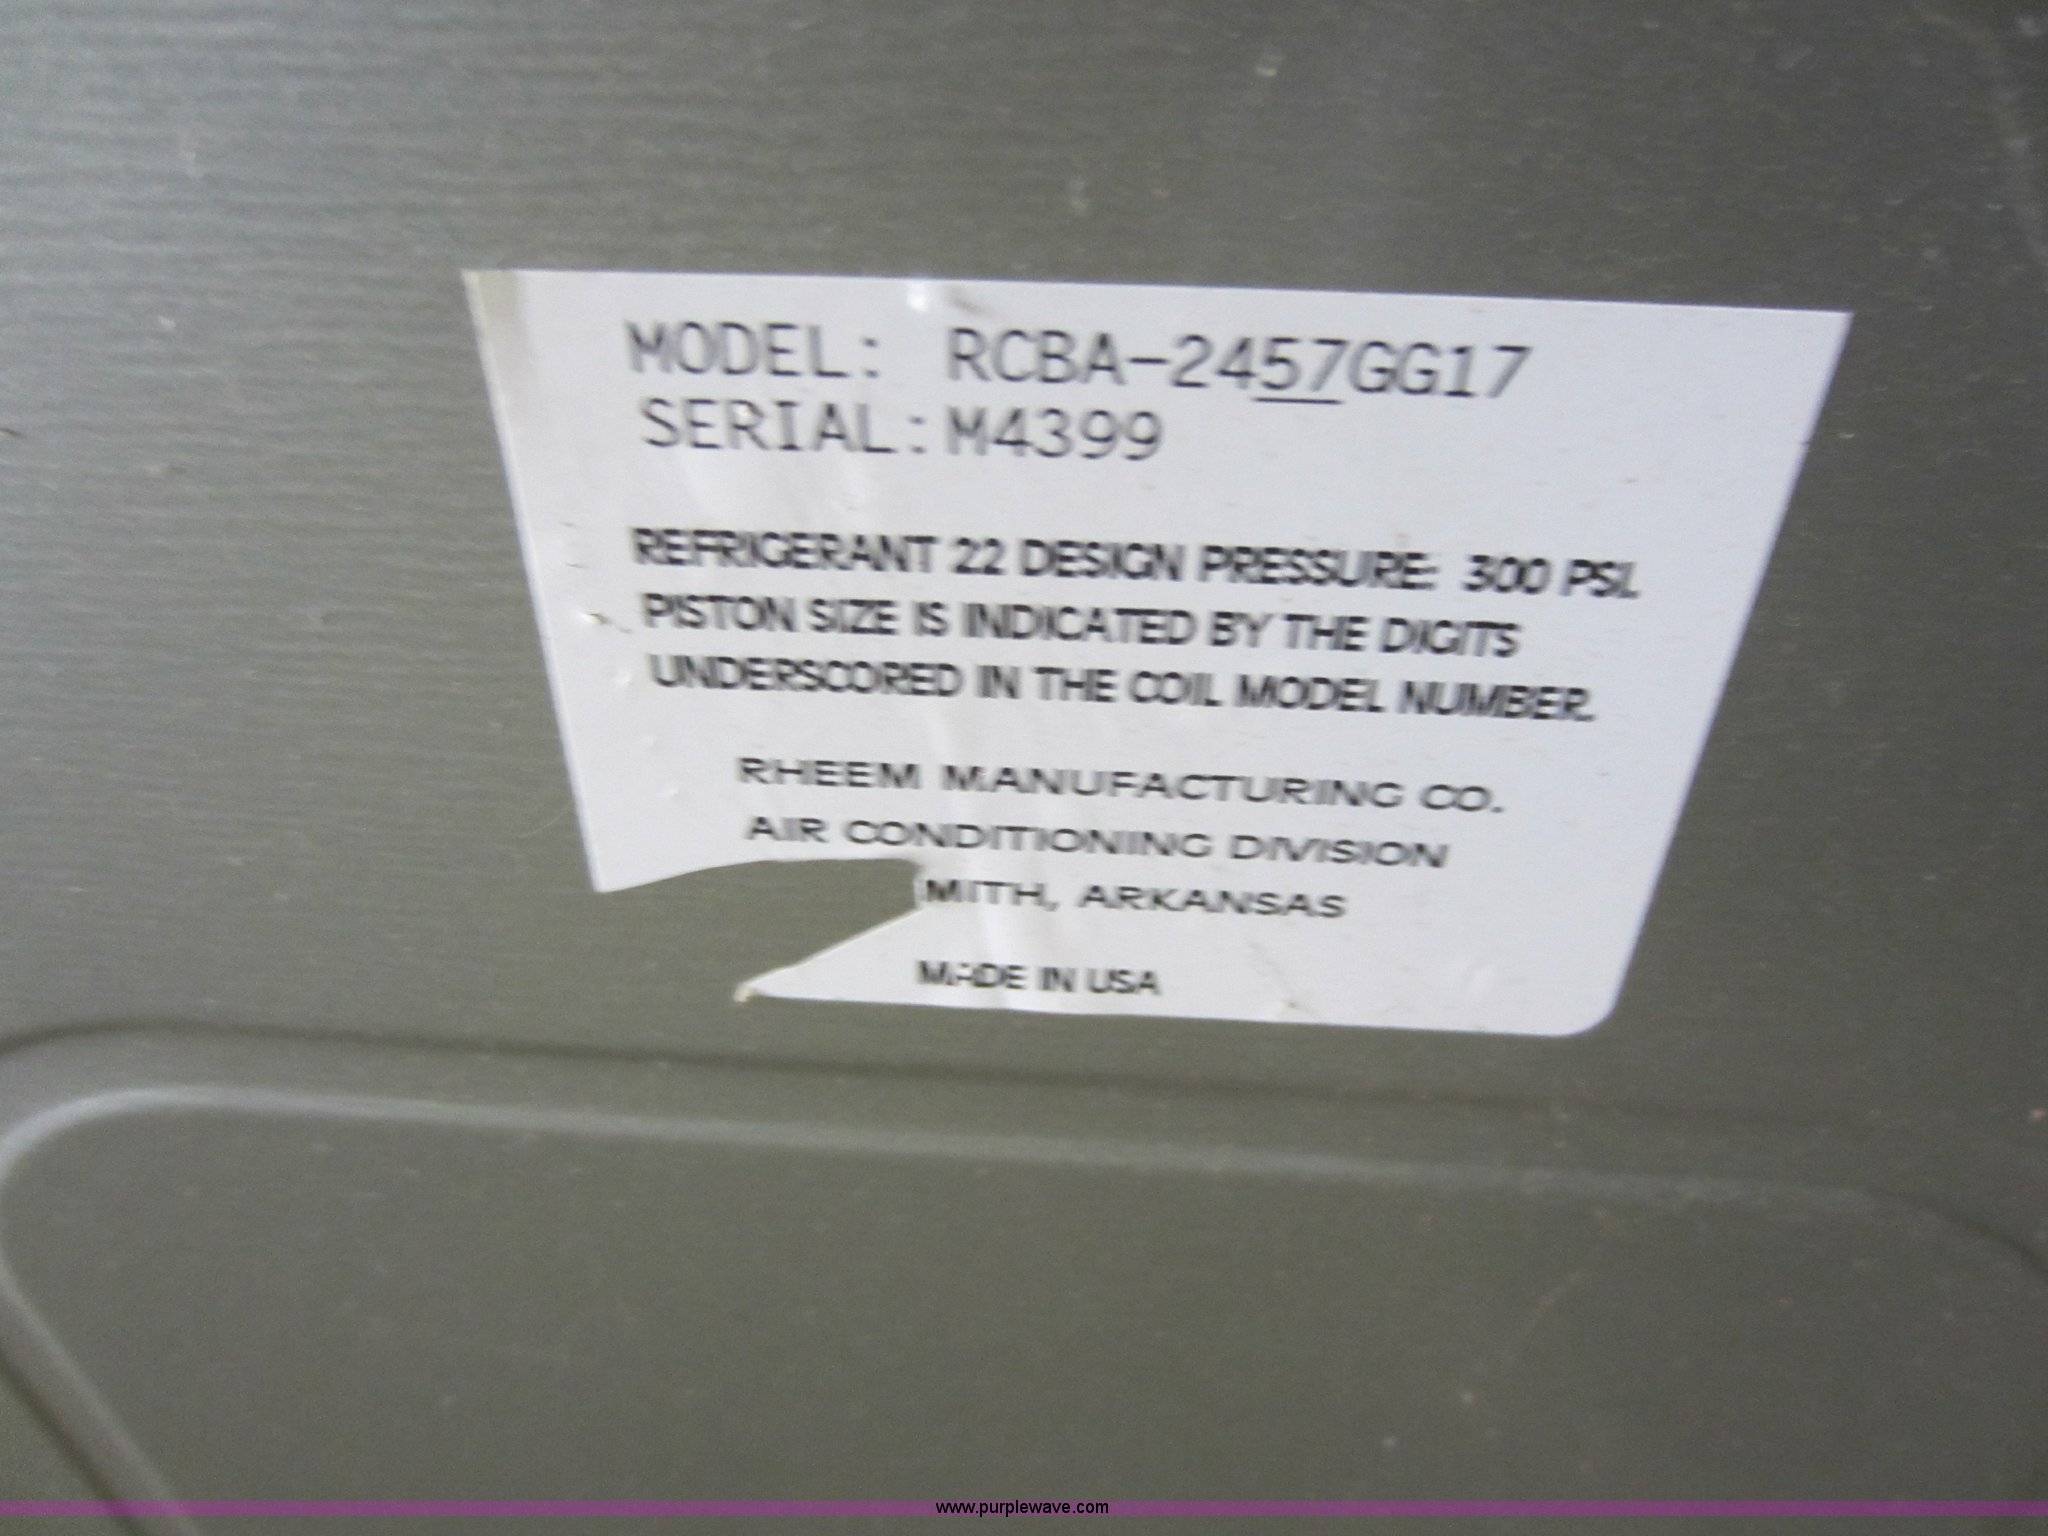 MODEL: RCBA-2457GG17
SERIAL: M4399
REFRIGERANT 22 DESIGN PRESSURE: 300 PSI.
PISTON SIZE IS INDICATED BY THE DIGITS
UNDERSCORED IN THE COIL MODEL NUMBER.
RHEEM MANUFACTURING CO.
AIR CONDITIONING DIVISION
MITH, ARKANSAS
MADE IN USA
www.purplewave.com